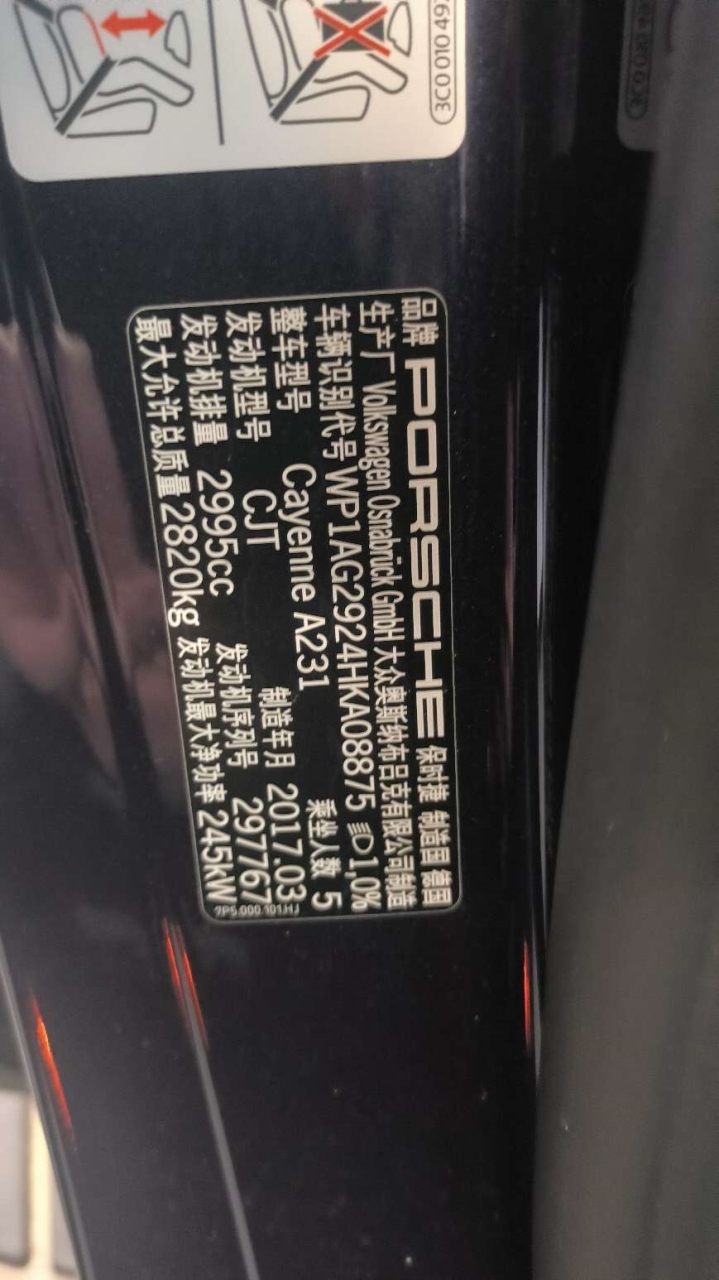 3C0 010 49
品牌 PORSCHE 保时捷 制造国 德国
生产厂 Volkswagen Osnabrück GmbH 大众奥斯纳布吕克有限公司制造
车辆识别代号 WP1AG2924HKA08875 1,0%
整车型号 Cayenne A231 乘坐人数 5
发动机型号 CJT 制造年月 2017.03
发动机排量 2995cc 发动机序列号 297767
最大允许总质量 2820kg 发动机最大净功率 245kW
7P5.000.101.HJ